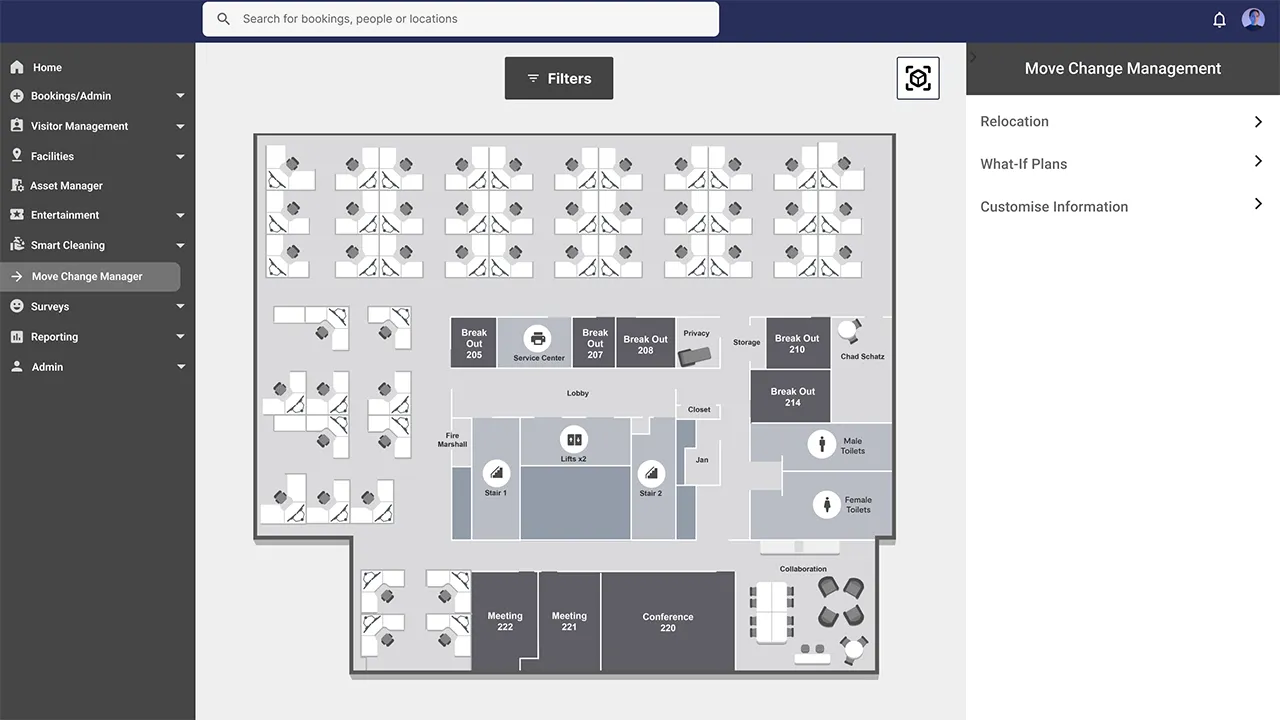 Search for bookings, people or locations
Home
Bookings/Admin
Visitor Management
Facilities
Asset Manager
Entertainment
Smart Cleaning
Move Change Manager
Surveys
Reporting
Admin
Filters
Move Change Management
Relocation
What-If Plans
Customise Information
Break
Out
205
Service Center
Break
Out
207
Break Out
208
Privacy
Storage
Break Out
210
Chad Schatz
Break Out
214
Lobby
Closet
Fire
Marshall
Lifts x2
Jan
Stair 1
Stair 2
Male
Toilets
Female
Toilets
Collaboration
Meeting
222
Meeting
221
Conference
220